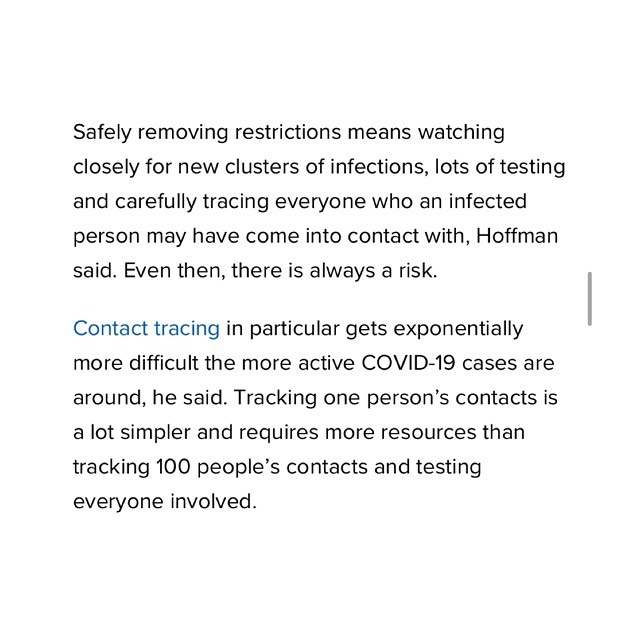 Safely removing restrictions means watching
closely for new clusters of infections, lots of testing
and carefully tracing everyone who an infected
person may have come into contact with, Hoffman
said. Even then, there is always a risk.
Contact tracing in particular gets exponentially
more difficult the more active COVID-19 cases are
around, he said. Tracking one person’s contacts is
a lot simpler and requires more resources than
tracking 100 people’s contacts and testing
everyone involved.